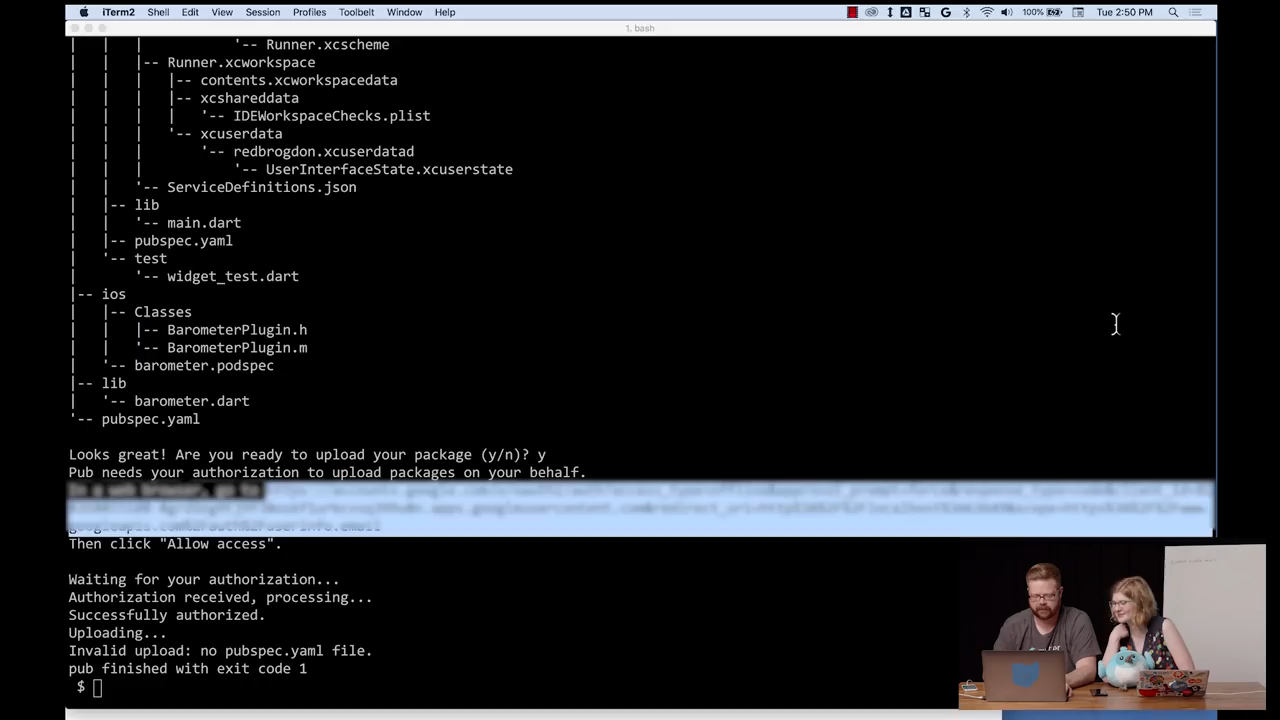 iTerm2 Shell Edit View Session Profiles Toolbelt Window Help 100% Tue 2:50 PM
1. bash
| | | '-- Runner.xcscheme
| | |-- Runner.xcworkspace
| | | |-- contents.xcworkspacedata
| | | |-- xcshareddata
| | | | '-- IDEWorkspaceChecks.plist
| | | '-- xcuserdata
| | | '-- redbrogdon.xcuserdatad
| | | '-- UserInterfaceState.xcuserstate
| | '-- ServiceDefinitions.json
| |-- lib
| | '-- main.dart
| |-- pubspec.yaml
| '-- test
| '-- widget_test.dart
|-- ios
| |-- Classes
| | |-- BarometerPlugin.h
| | '-- BarometerPlugin.m
| '-- barometer.podspec
|-- lib
| '-- barometer.dart
'-- pubspec.yaml
Looks great! Are you ready to upload your package (y/n)? y
Pub needs your authorization to upload packages on your behalf.
Then click "Allow access".
Waiting for your authorization...
Authorization received, processing...
Successfully authorized.
Uploading...
Invalid upload: no pubspec.yaml file.
pub finished with exit code 1
$